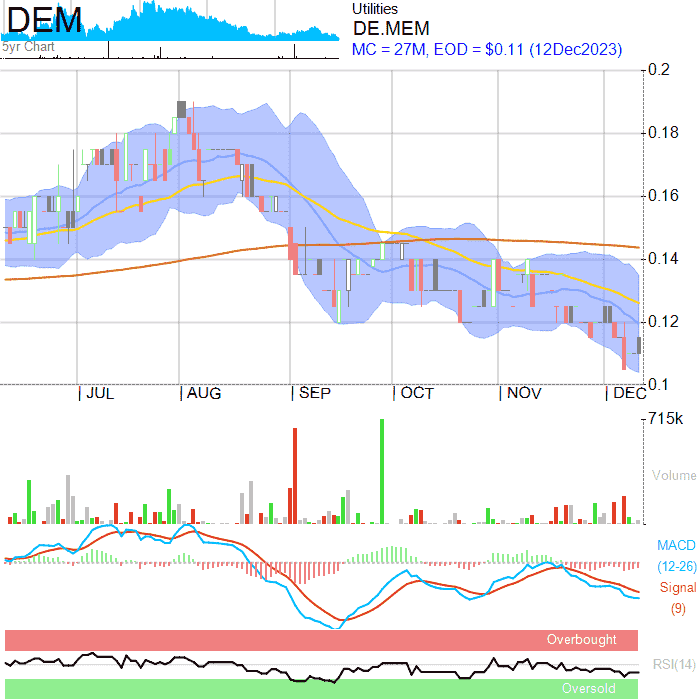 DEM
5yr Chart
Utilities
DE.MEM
MC = 27M, EOD = $0.11 (12Dec2023)
0.2
0.18
0.16
0.14
0.12
0.1
JUL AUG SEP OCT NOV DEC
715k
Volume
MACD
(12-26)
Signal
(9)
Overbought
RSI(14)
Oversold